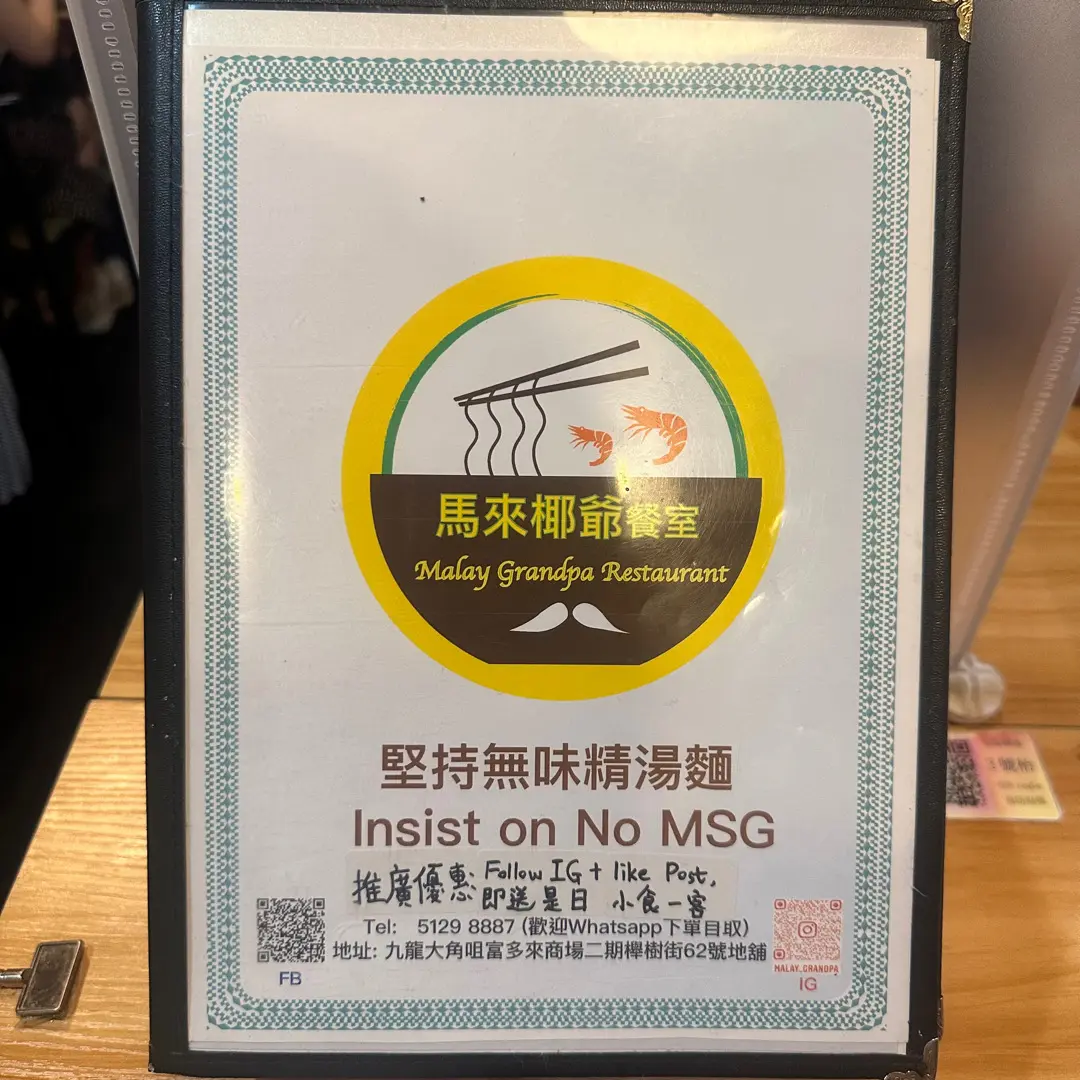 馬來椰爺餐室
Malay Grandpa Restaurant
堅持無味精湯麵
Insist on No MSG
推廣優惠: Follow IG + like Post,
即送是日 小食一客
Tel: 5129 8887 (歡迎Whatsapp下單自取)
地址: 九龍大角咀富多來商場二期櫸樹街62號地舖
FB
MALAY_GRANDPA
IG